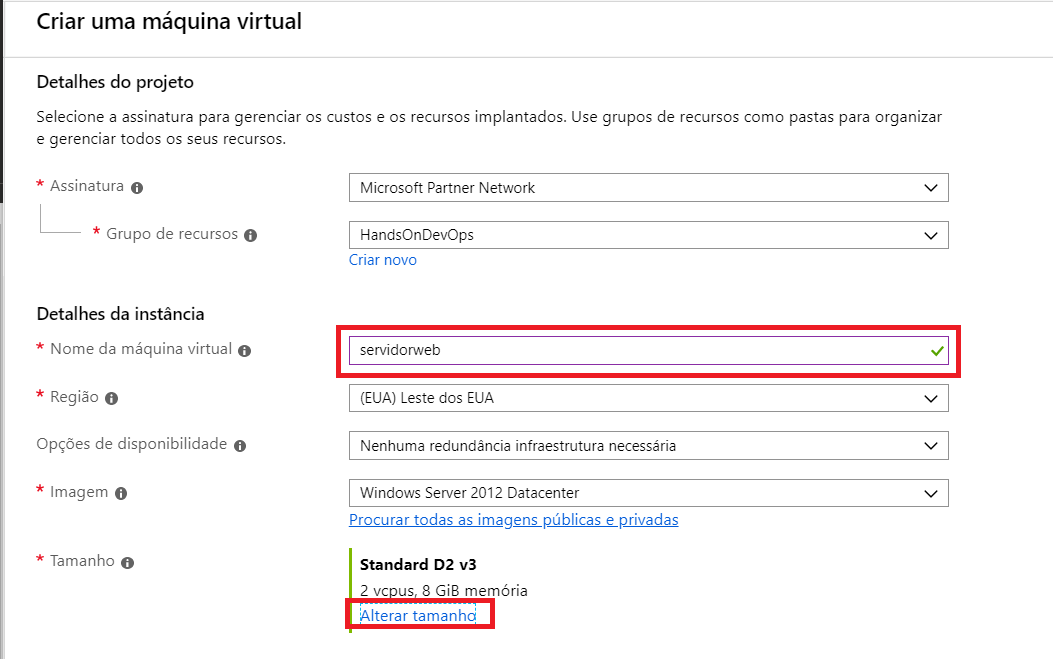 Criar uma máquina virtual
Detalhes do projeto
Selecione a assinatura para gerenciar os custos e os recursos implantados. Use grupos de recursos como pastas para organizar
e gerenciar todos os seus recursos.
* Assinatura
Microsoft Partner Network
* Grupo de recursos
HandsOnDevOps
Criar novo
Detalhes da instância
* Nome da máquina virtual
servidorweb
* Região
(EUA) Leste dos EUA
Opções de disponibilidade
Nenhuma redundância infraestrutura necessária
* Imagem
Windows Server 2012 Datacenter
Procurar todas as imagens públicas e privadas
* Tamanho
Standard D2 v3
2 vcpus, 8 GiB memória
Alterar tamanho